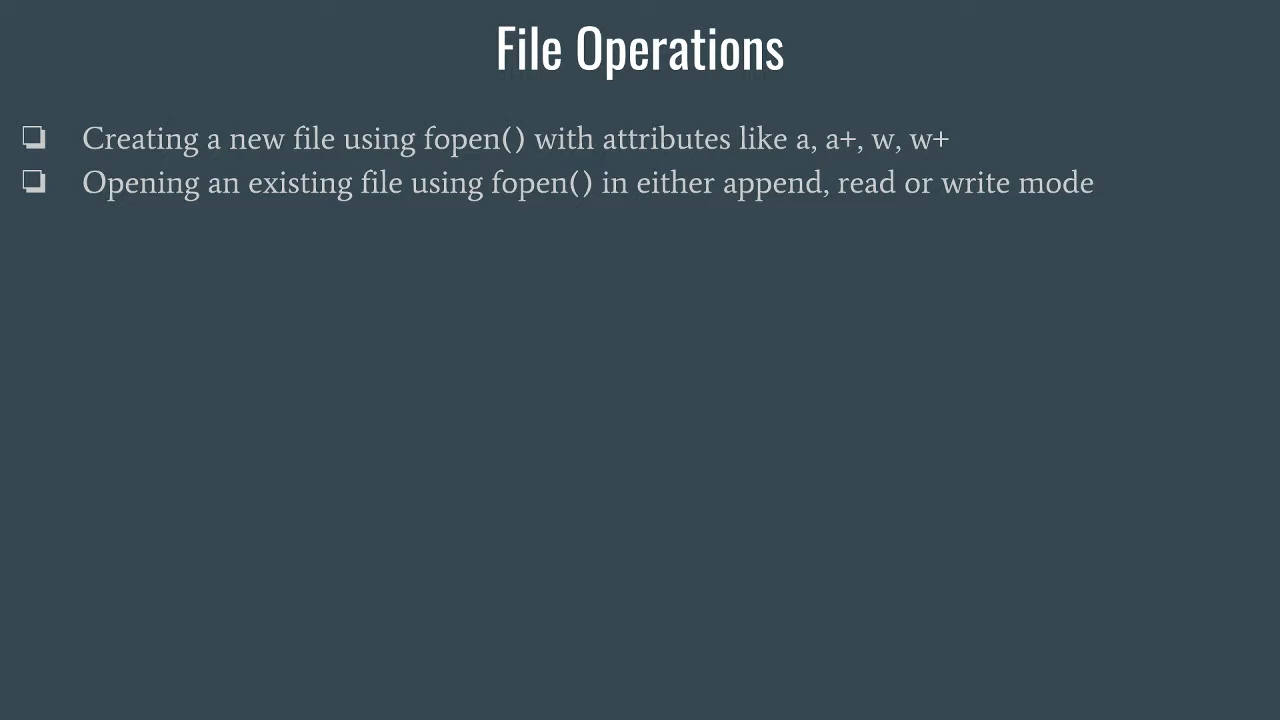 File Operations
❏ Creating a new file using fopen() with attributes like a, a+, w, w+
❏ Opening an existing file using fopen() in either append, read or write mode